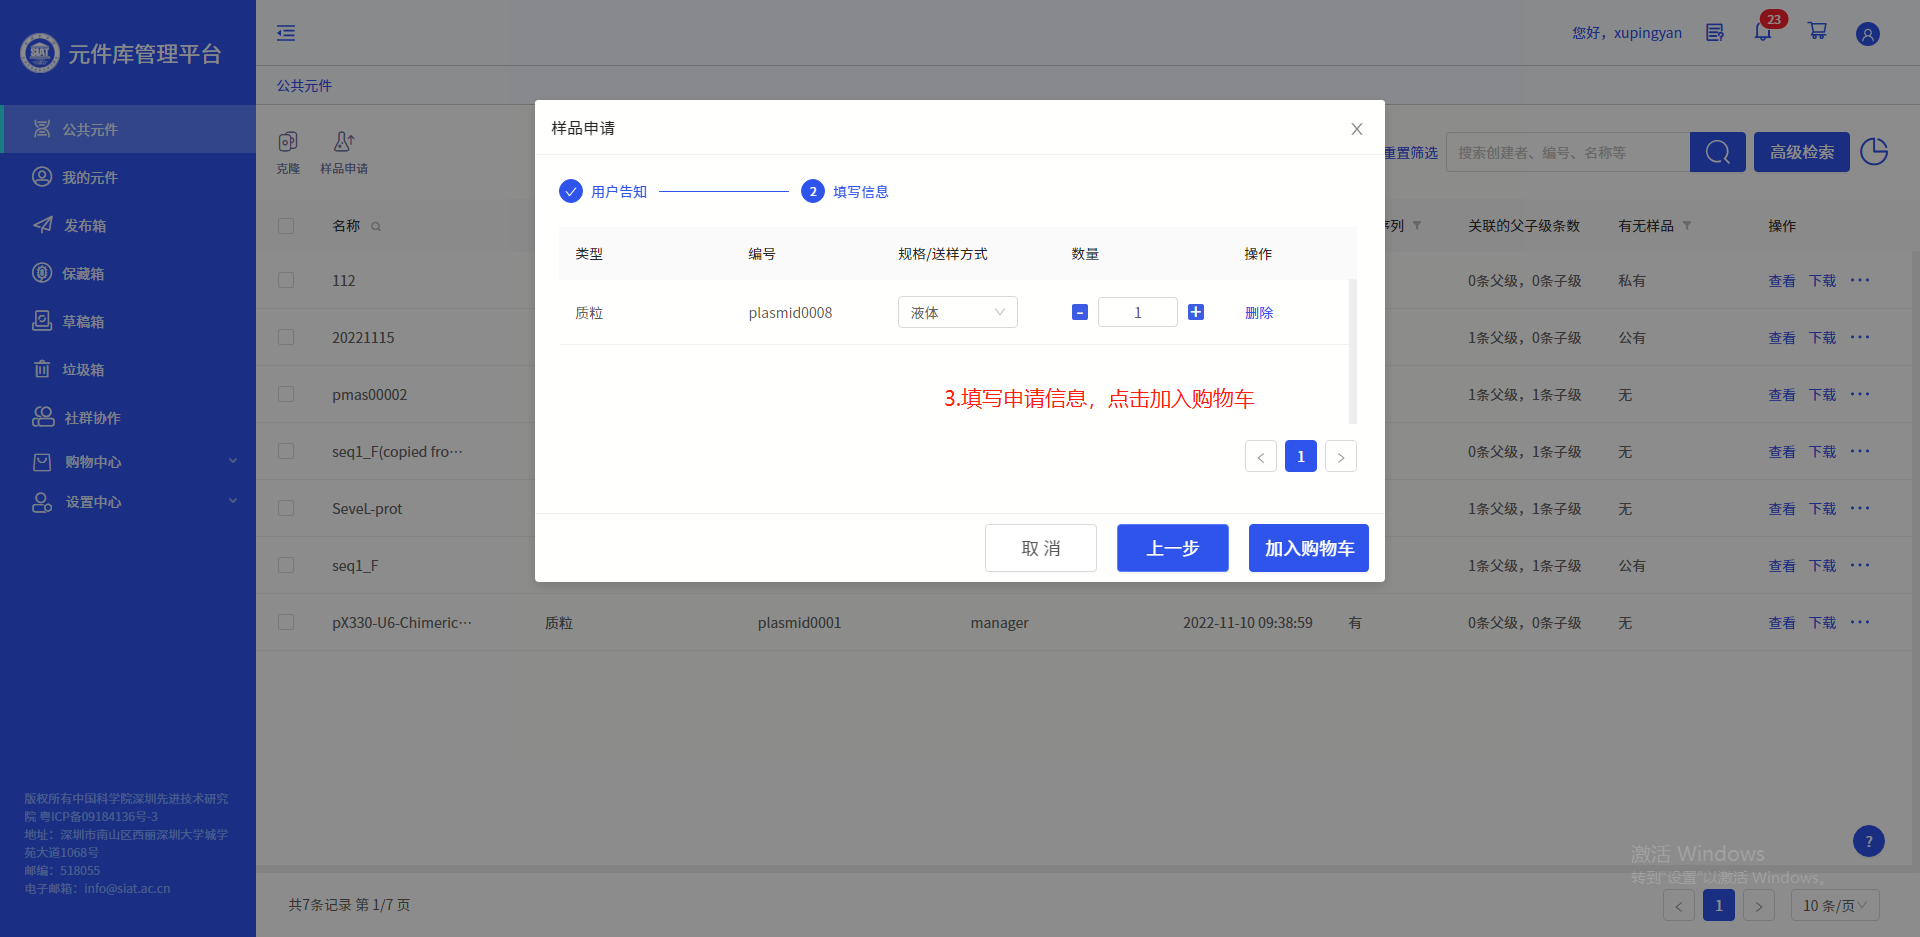 元件库管理平台
公共元件
我的元件
发布箱
保藏箱
草稿箱
垃圾箱
社群协作
购物中心
设置中心
版权所有中国科学院深圳先进技术研究
院 粤ICP备09184136号-3
地址：深圳市南山区西丽深圳大学城学
苑大道1068号
邮编：518055
电子邮箱：info@siat.ac.cn
您好，xupingyan
23
公共元件
克隆
样品申请
重置筛选
搜索创建者、编号、名称等
高级检索
名称 序列 关联的父子级条数 有无样品 操作
112 0条父级，0条子级 私有 查看 下载 ···
20221115 1条父级，0条子级 公有 查看 下载 ···
pmas00002 1条父级，1条子级 无 查看 下载 ···
seq1_F(copied fro··· 0条父级，1条子级 无 查看 下载 ···
SeveL-prot 1条父级，1条子级 无 查看 下载 ···
seq1_F 1条父级，1条子级 公有 查看 下载 ···
pX330-U6-Chimeric··· 质粒 plasmid0001 manager 2022-11-10 09:38:59 有 0条父级，0条子级 无 查看 下载 ···
样品申请 X
用户告知 2 填写信息
类型 编号 规格/送样方式 数量 操作
质粒 plasmid0008 液体 - 1 + 删除
3.填写申请信息，点击加入购物车
< 1 >
取 消 上一步 加入购物车
?
激活 Windows
转到"设置"以激活 Windows。
共7条记录 第 1/7 页
< 1 > 10 条/页